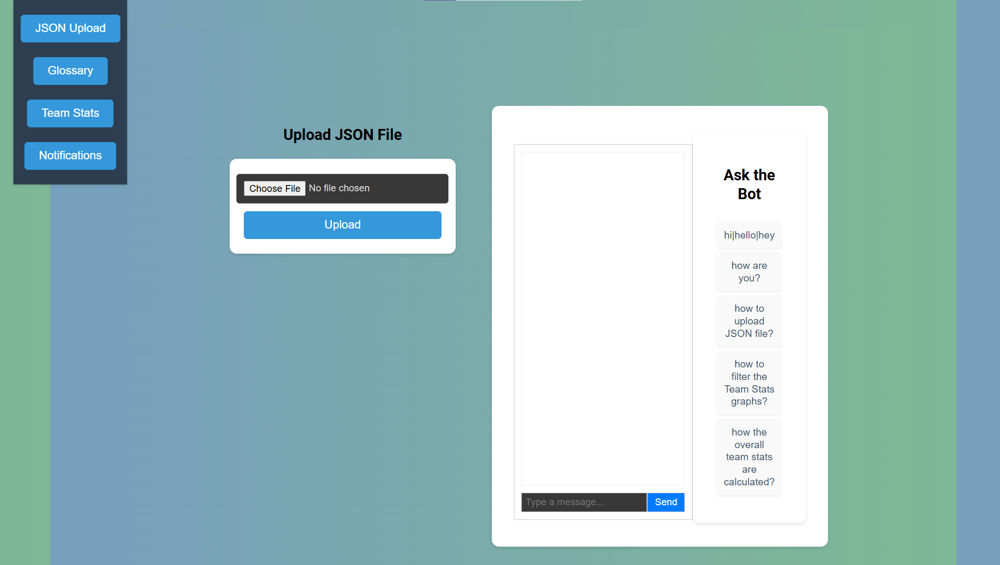 JSON Upload
Glossary
Team Stats
Notifications
Upload JSON File
Choose File No file chosen
Upload
Ask the
Bot
hi|hello|hey
how are
you?
how to
upload
JSON file?
how to
filter the
Team Stats
graphs?
how the
overall
team stats
are
calculated?
Type a message...
Send